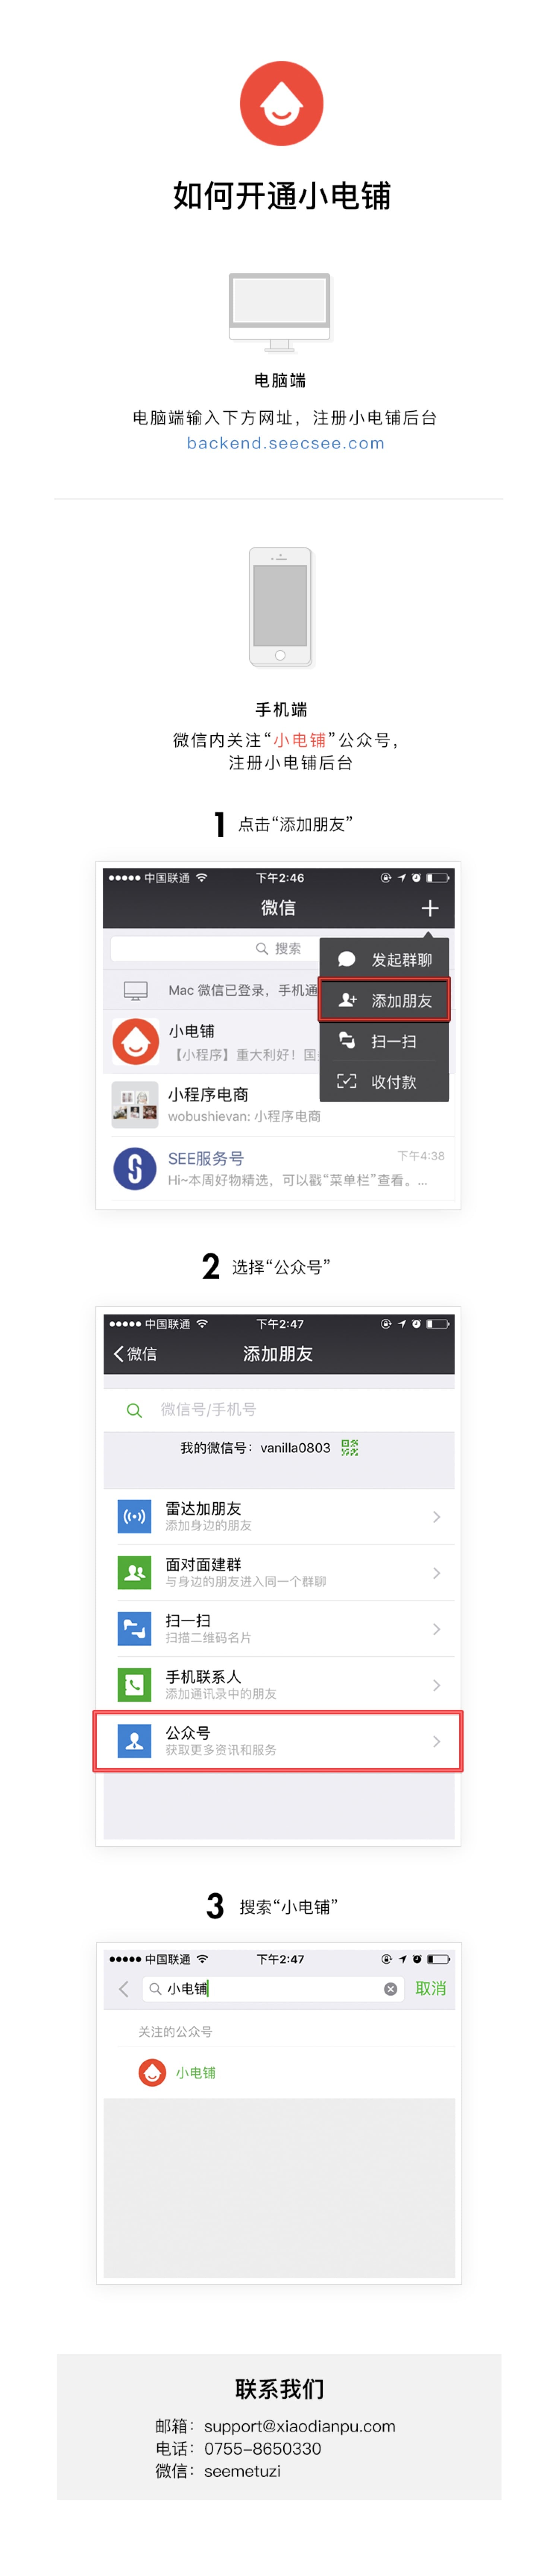 如何开通小电铺
电脑端
电脑端输入下方网址，注册小电铺后台
backend.seecsee.com
手机端
微信内关注“小电铺”公众号，
注册小电铺后台
1 点击“添加朋友”
中国联通 下午2:46
微信
搜索
发起群聊
Mac 微信已登录，手机通
添加朋友
小电铺
【小程序】重大利好！国
扫一扫
收付款
小程序电商
wobushievan: 小程序电商
SEE服务号 下午4:38
Hi~本周好物精选，可以戳“菜单栏”查看。...
2 选择“公众号”
中国联通 下午2:47
微信 添加朋友
微信号/手机号
我的微信号：vanilla0803
雷达加朋友
添加身边的朋友
面对面建群
与身边的朋友进入同一个群聊
扫一扫
扫描二维码名片
手机联系人
添加通讯录中的朋友
公众号
获取更多资讯和服务
3 搜索“小电铺”
中国联通 下午2:47
小电铺 取消
关注的公众号
小电铺
联系我们
邮箱：support@xiaodianpu.com
电话：0755-8650330
微信：seemetuzi